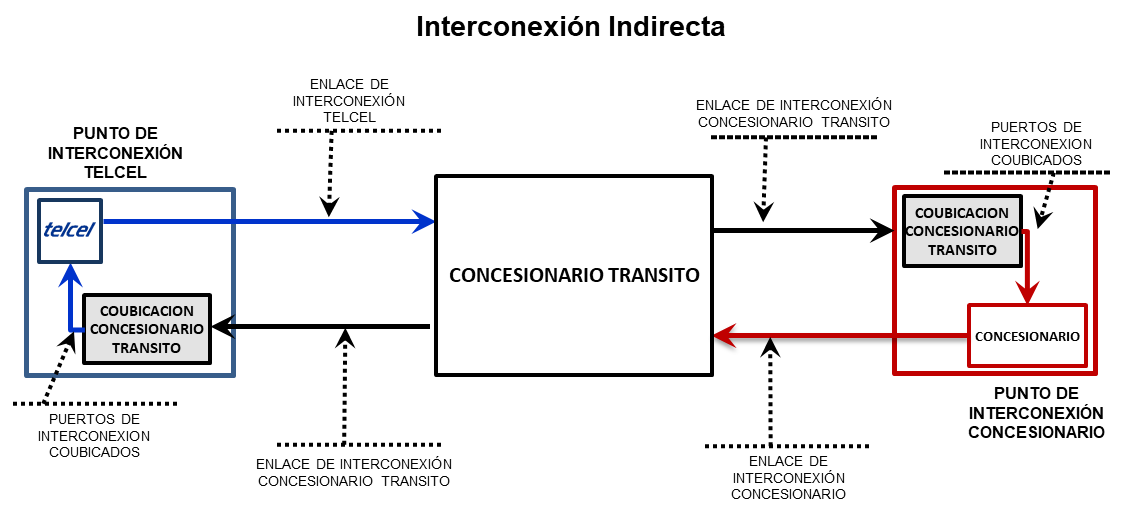 Interconexión Indirecta
ENLACE DE
INTERCONEXIÓN
TELCEL
ENLACE DE INTERCONEXIÓN
CONCESIONARIO TRANSITO
PUNTO DE
INTERCONEXIÓN
TELCEL
PUERTOS DE
INTERCONEXION
COUBICADOS
telcel
COUBICACION
CONCESIONARIO
TRANSITO
CONCESIONARIO TRANSITO
COUBICACION
CONCESIONARIO
TRANSITO
CONCESIONARIO
PUNTO DE
INTERCONEXIÓN
CONCESIONARIO
PUERTOS DE
INTERCONEXION
COUBICADOS
ENLACE DE INTERCONEXIÓN
CONCESIONARIO TRANSITO
ENLACE DE
INTERCONEXIÓN
CONCESIONARIO